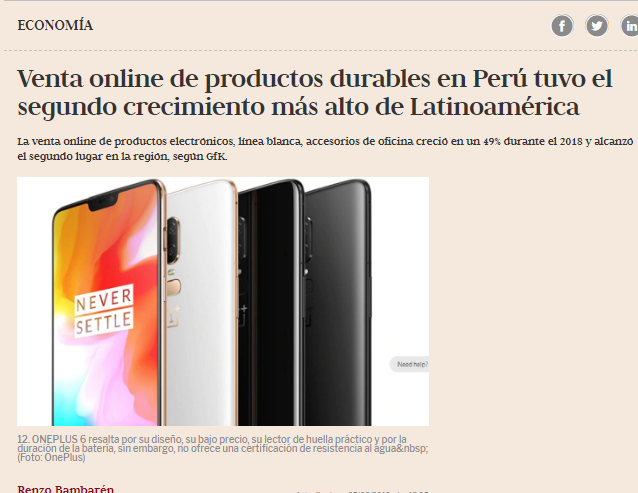 ECONOMÍA
Venta online de productos durables en Perú tuvo el
segundo crecimiento más alto de Latinoamérica
La venta online de productos electrónicos, línea blanca, accesorios de oficina creció en un 49% durante el 2018 y alcanzó
el segundo lugar en la región, según GfK.
NEVER
SETTLE
Need help?
12. ONEPLUS 6 resalta por su diseño, su bajo precio, su lector de huella práctico y por la
duración de la batería, sin embargo, no ofrece una certificación de resistencia al agua&nbsp;
(Foto: OnePlus)
Renzo Bambarén